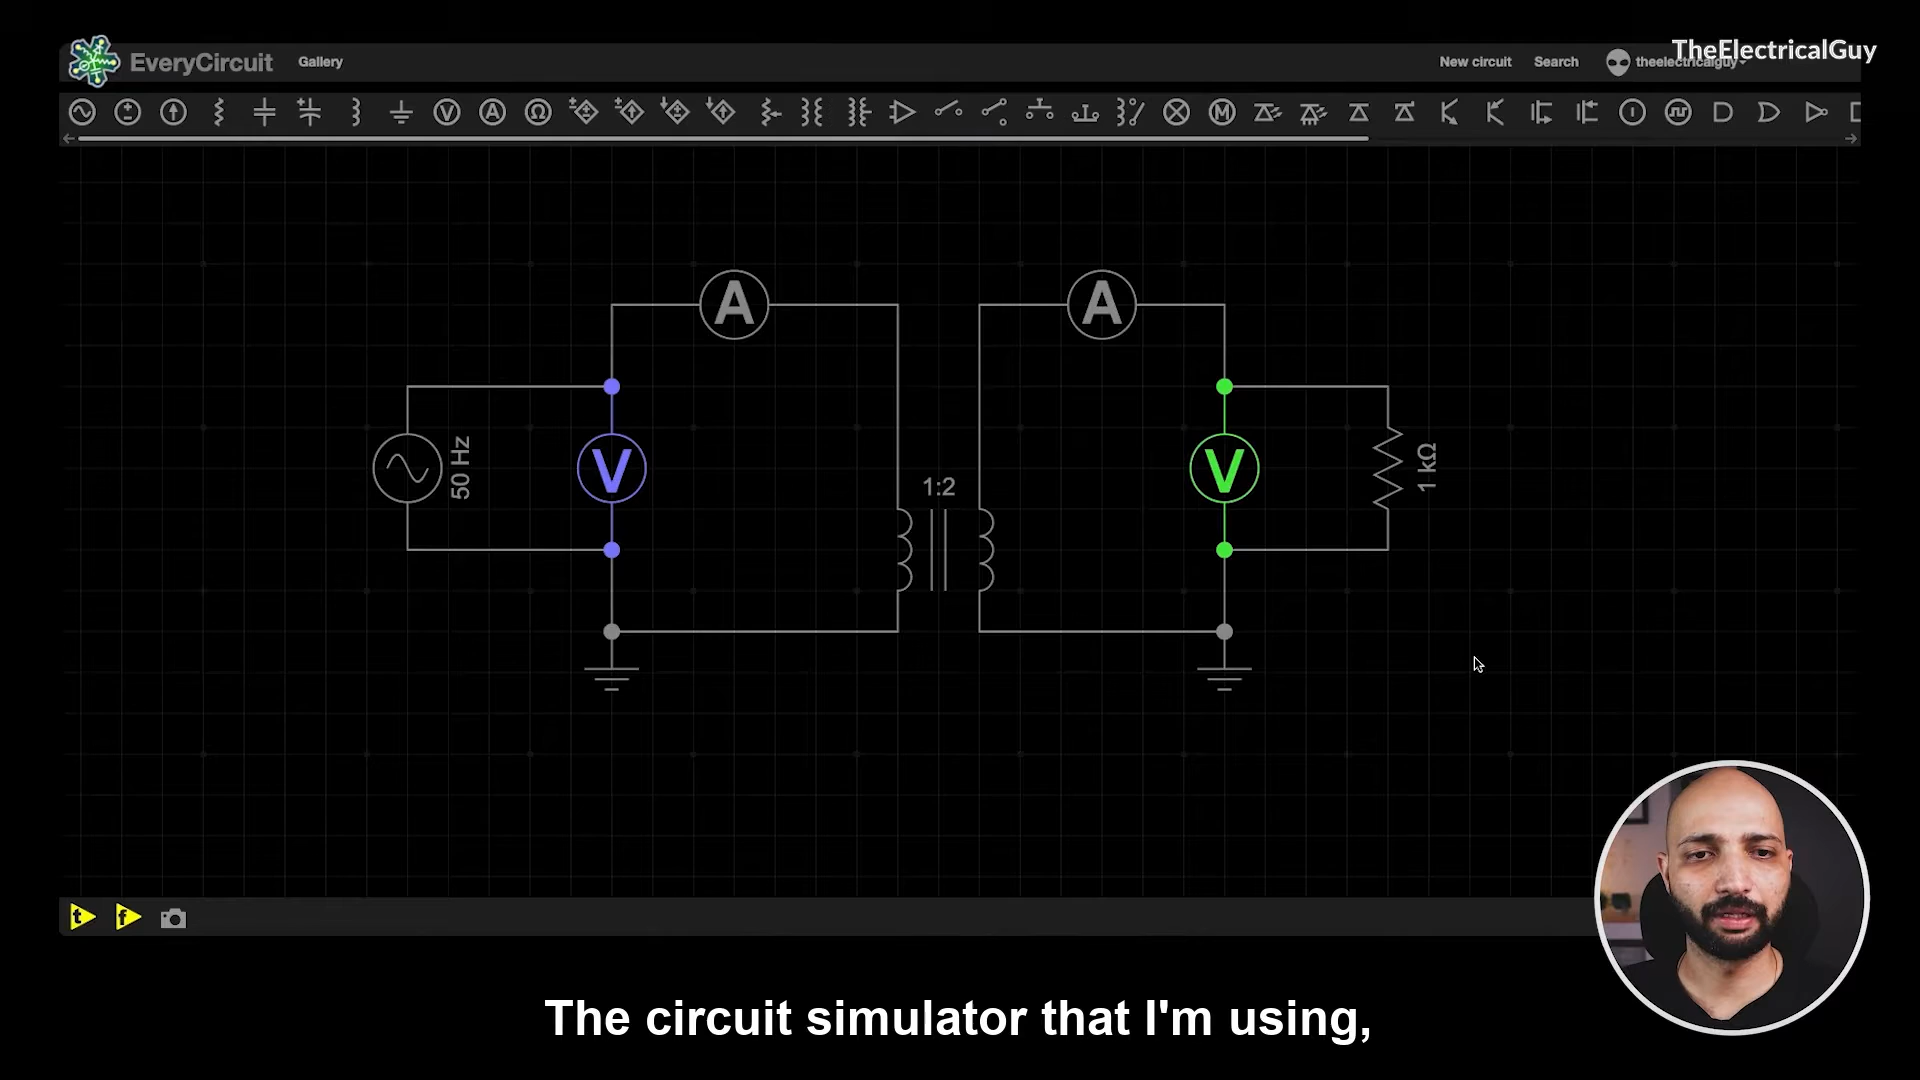 TheElectricalGuy
EveryCircuit
Gallery
New circuit
Search
theelectricalguy
V
A
Ω
M
A
A
50 Hz
V
1:2
V
1 kΩ
t
f
The circuit simulator that I'm using,